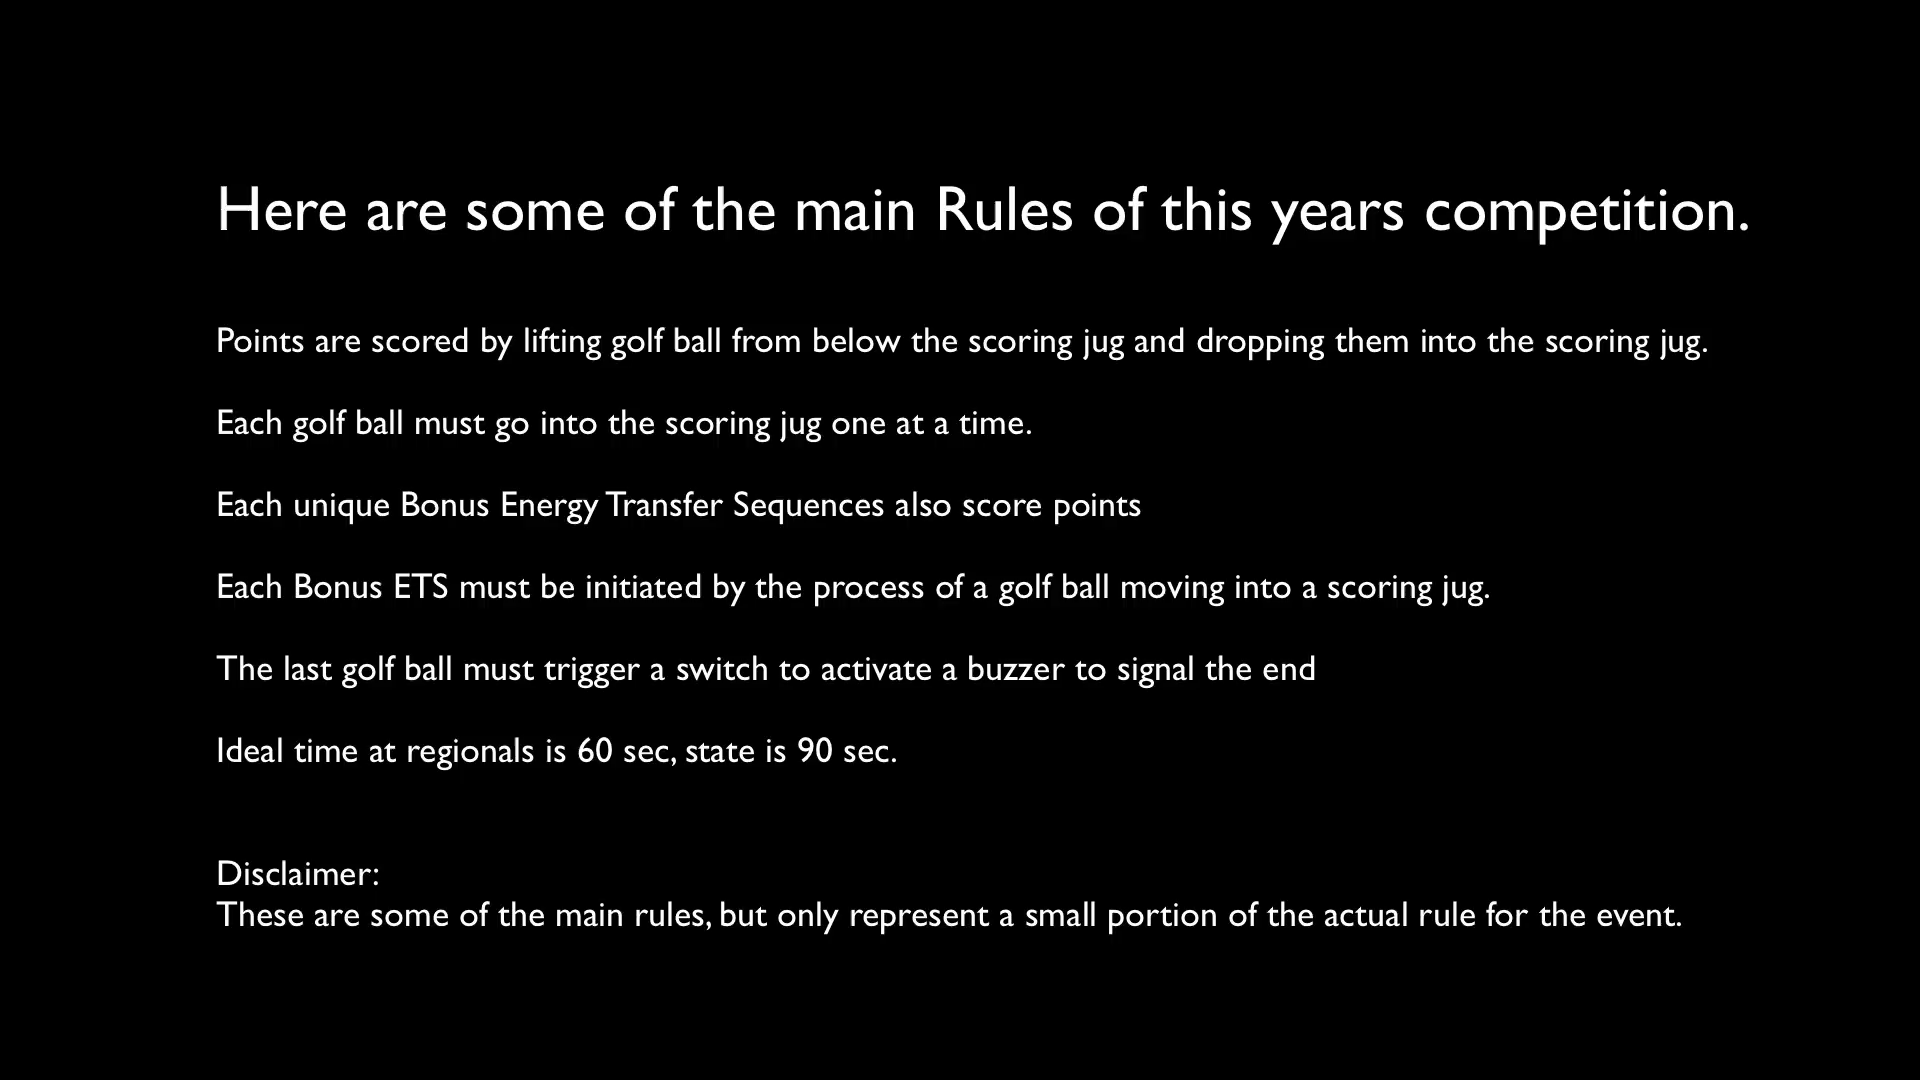 Here are some of the main Rules of this years competition.
Points are scored by lifting golf ball from below the scoring jug and dropping them into the scoring jug.
Each golf ball must go into the scoring jug one at a time.
Each unique Bonus Energy Transfer Sequences also score points
Each Bonus ETS must be initiated by the process of a golf ball moving into a scoring jug.
The last golf ball must trigger a switch to activate a buzzer to signal the end
Ideal time at regionals is 60 sec, state is 90 sec.
Disclaimer:
These are some of the main rules, but only represent a small portion of the actual rule for the event.